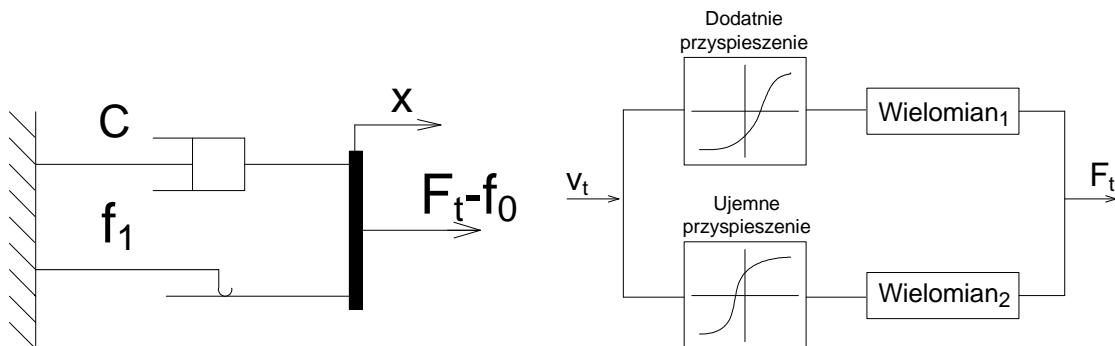 C
x
F_t-f_0
f_1
Dodatnie
przyspieszenie
Wielomian_1
v_t
F_t
Ujemne
przyspieszenie
Wielomian_2